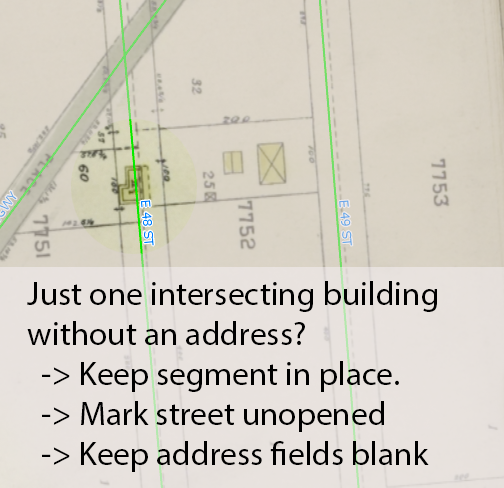 32
200
60
25
7753
7752
7751
PLACE
E 48 ST
E 49 ST
Just one intersecting building
without an address?
-> Keep segment in place.
-> Mark street unopened
-> Keep address fields blank